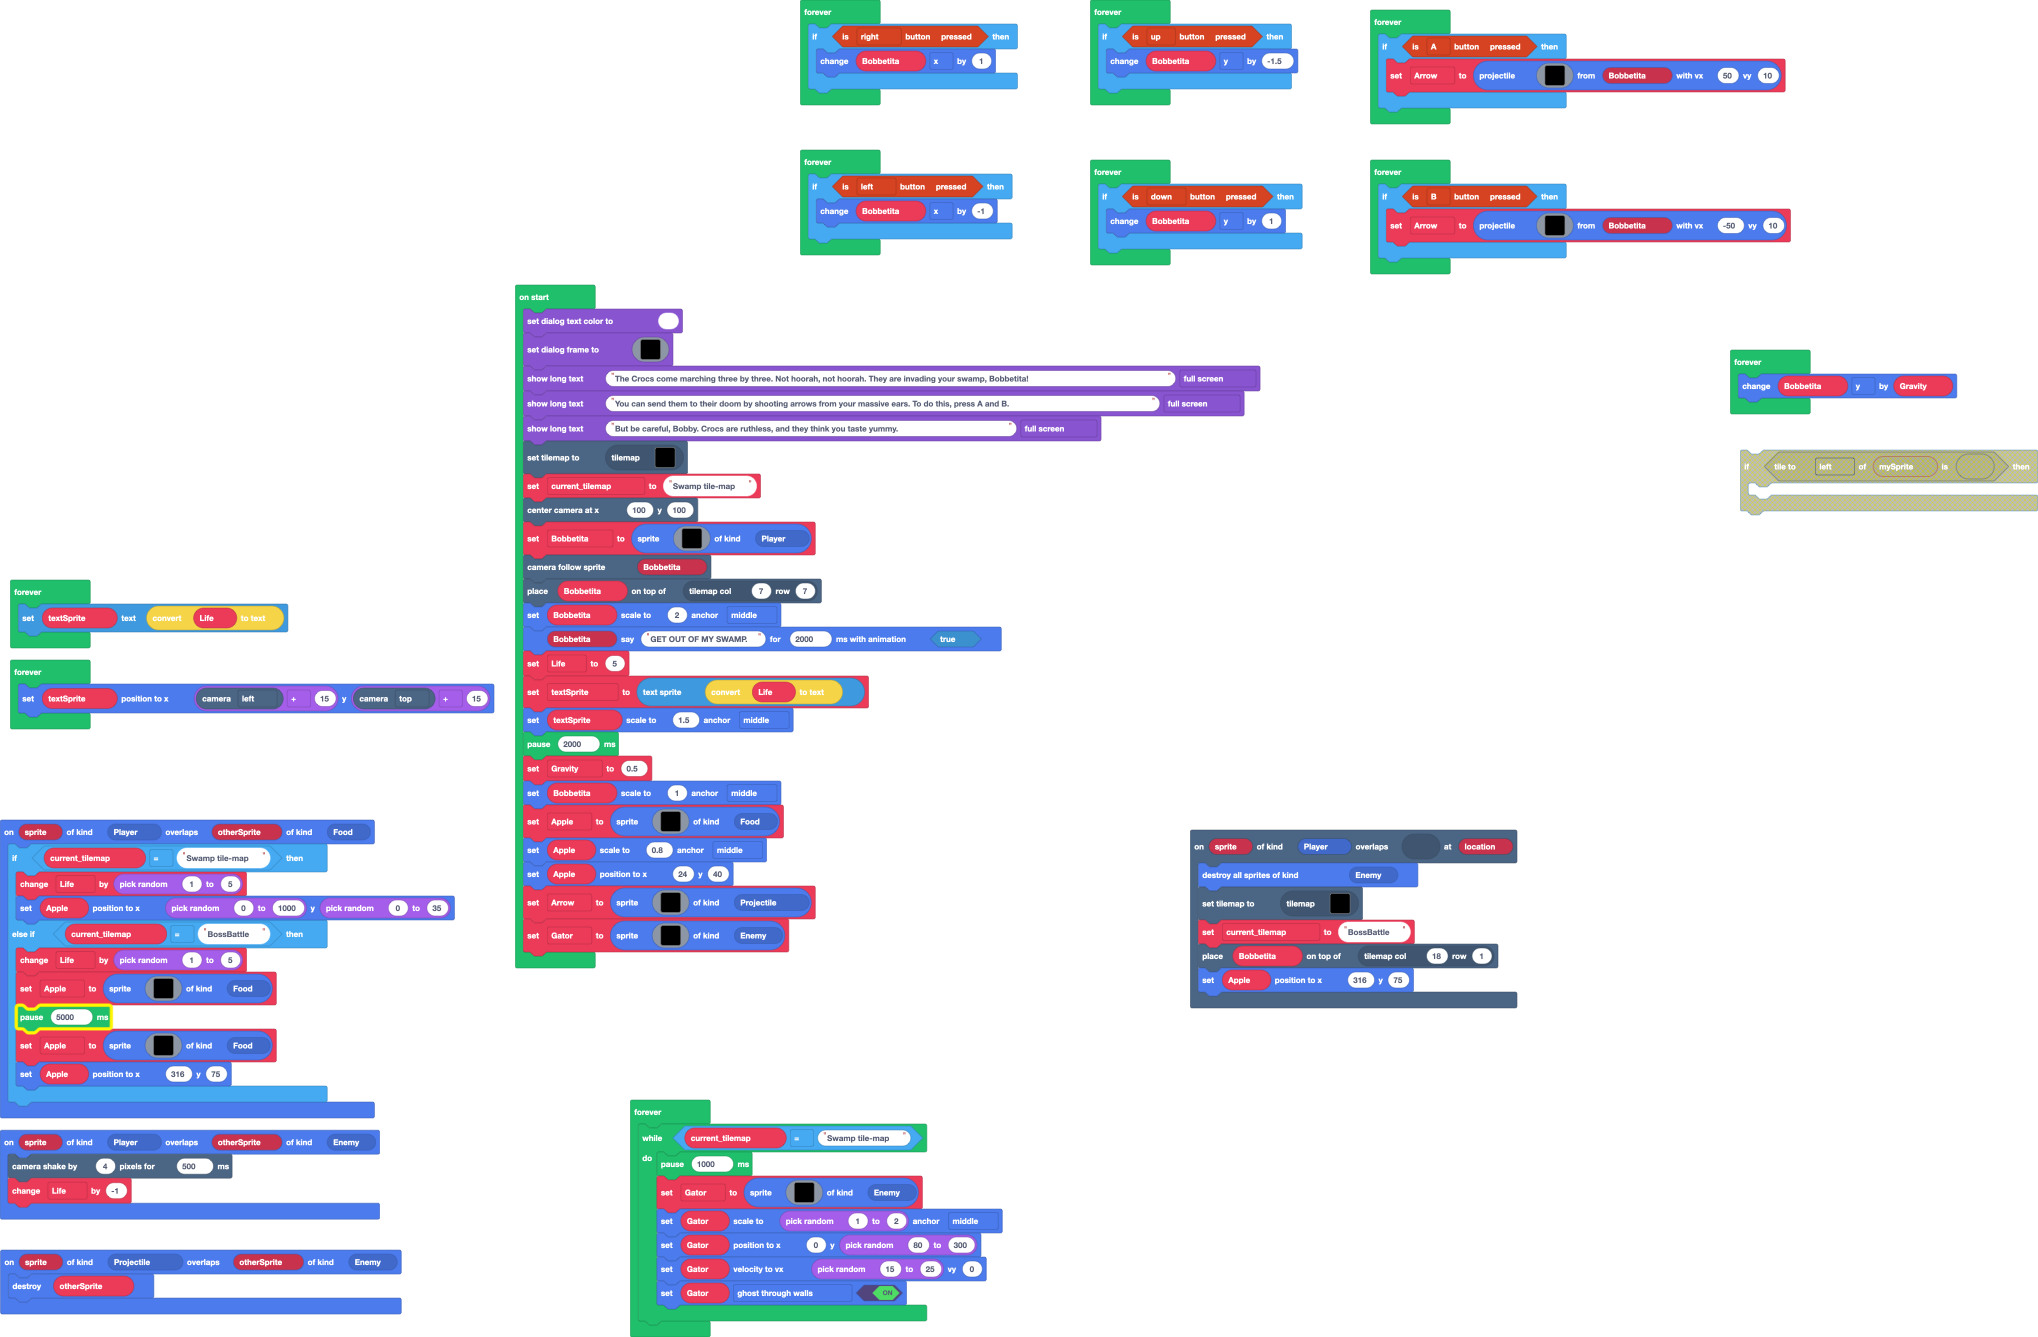 forever
if is right button pressed then
change Bobbetita x by 1
forever
if is up button pressed then
change Bobbetita y by -1.5
forever
if is A button pressed then
set Arrow to projectile from Bobbetita with vx 50 vy 10
forever
if is left button pressed then
change Bobbetita x by -1
forever
if is down button pressed then
change Bobbetita y by 1
forever
if is B button pressed then
set Arrow to projectile from Bobbetita with vx -50 vy 10
on start
set dialog text color to
set dialog frame to
show long text "The Crocs come marching three by three. Not hoorah, not hoorah. They are invading your swamp, Bobbetita!" full screen
show long text "You can send them to their doom by shooting arrows from your massive ears. To do this, press A and B. " full screen
show long text "But be careful, Bobby. Crocs are ruthless, and they think you taste yummy. " full screen
set tilemap to tilemap
set current_tilemap to "Swamp tile-map"
center camera at x 100 y 100
set Bobbetita to sprite of kind Player
camera follow sprite Bobbetita
place Bobbetita on top of tilemap col 7 row 7
set Bobbetita scale to 2 anchor middle
Bobbetita say "GET OUT OF MY SWAMP." for 2000 ms with animation true
set Life to 5
set textSprite to text sprite convert Life to text
set textSprite scale to 1.5 anchor middle
pause 2000 ms
set Gravity to 0.5
set Bobbetita scale to 1 anchor middle
set Apple to sprite of kind Food
set Apple scale to 0.8 anchor middle
set Apple position to x 24 y 40
set Arrow to sprite of kind Projectile
set Gator to sprite of kind Enemy
forever
change Bobbetita y by Gravity
if tile to left of mySprite is then
forever
set textSprite text convert Life to text
forever
set textSprite position to x camera left + 15 y camera top + 15
on sprite of kind Player overlaps otherSprite of kind Food
if current_tilemap = "Swamp tile-map" then
change Life by pick random 1 to 5
set Apple position to x pick random 0 to 1000 y pick random 0 to 35
else if current_tilemap = "BossBattle" then
change Life by pick random 1 to 5
set Apple to sprite of kind Food
pause 5000 ms
set Apple to sprite of kind Food
set Apple position to x 316 y 75
on sprite of kind Player overlaps otherSprite of kind Enemy
camera shake by 4 pixels for 500 ms
change Life by -1
on sprite of kind Projectile overlaps otherSprite of kind Enemy
destroy otherSprite
on sprite of kind Player overlaps at location
destroy all sprites of kind Enemy
set tilemap to tilemap
set current_tilemap to "BossBattle"
place Bobbetita on top of tilemap col 18 row 1
set Apple position to x 316 y 75
forever
while current_tilemap = "Swamp tile-map"
do pause 1000 ms
set Gator to sprite of kind Enemy
set Gator scale to pick random 1 to 2 anchor middle
set Gator position to x 0 y pick random 80 to 300
set Gator velocity to vx pick random 15 to 25 vy 0
set Gator ghost through walls ON